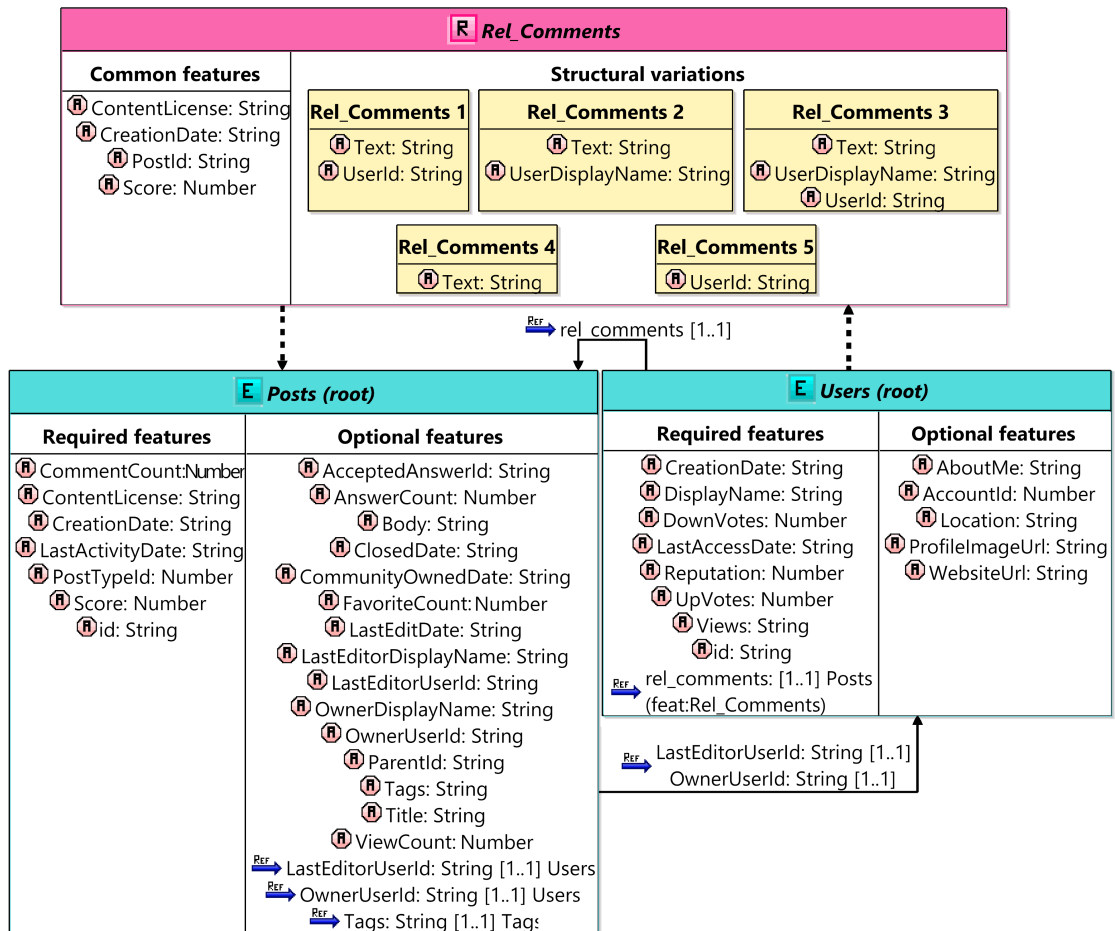 R Rel_Comments
Common features
A ContentLicense: String
A CreationDate: String
A PostId: String
A Score: Number
Structural variations
Rel_Comments 1
A Text: String
A UserId: String
Rel_Comments 2
A Text: String
A UserDisplayName: String
Rel_Comments 3
A Text: String
A UserDisplayName: String
A UserId: String
Rel_Comments 4
A Text: String
Rel_Comments 5
A UserId: String
REF rel_comments [1..1]
E Posts (root)
Required features
A CommentCount:Number
A ContentLicense: String
A CreationDate: String
A LastActivityDate: String
A PostTypeId: Number
A Score: Number
A id: String
Optional features
A AcceptedAnswerId: String
A AnswerCount: Number
A Body: String
A ClosedDate: String
A CommunityOwnedDate: String
A FavoriteCount: Number
A LastEditDate: String
A LastEditorDisplayName: String
A LastEditorUserId: String
A OwnerDisplayName: String
A OwnerUserId: String
A ParentId: String
A Tags: String
A Title: String
A ViewCount: Number
REF LastEditorUserId: String [1..1] Users
REF OwnerUserId: String [1..1] Users
REF Tags: String [1..1] Tags
E Users (root)
Required features
A CreationDate: String
A DisplayName: String
A DownVotes: Number
A LastAccessDate: String
A Reputation: Number
A UpVotes: Number
A Views: String
A id: String
REF rel_comments: [1..1] Posts
(feat:Rel_Comments)
Optional features
A AboutMe: String
A AccountId: Number
A Location: String
A ProfileImageUrl: String
A WebsiteUrl: String
REF LastEditorUserId: String [1..1]
OwnerUserId: String [1..1]